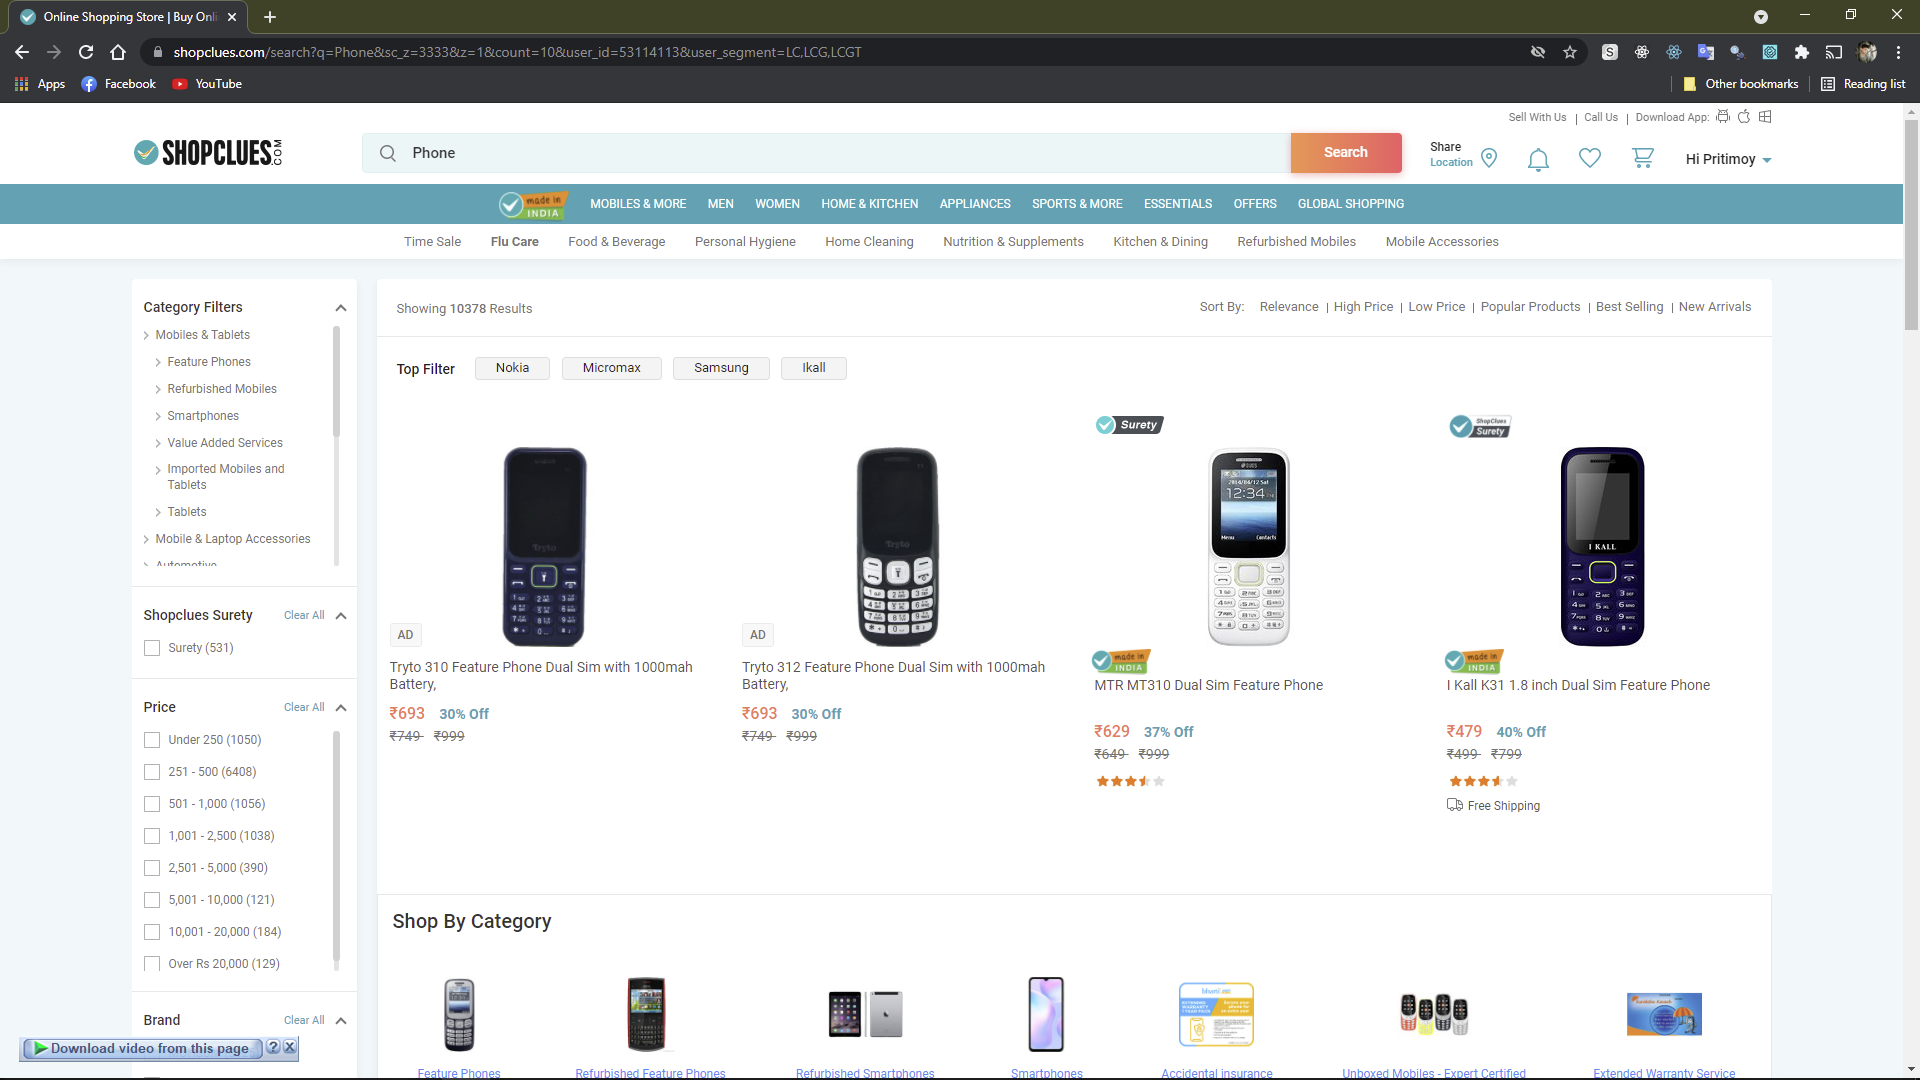 Online Shopping Store | Buy Onli
shopclues.com/search?q=Phone&sc_z=3333&z=1&count=10&user_id=53114113&user_segment=LC,LCG,LCGT
Apps Facebook YouTube Other bookmarks Reading list
Sell With Us | Call Us | Download App:
SHOPCLUES.COM
Phone
Search
Share
Location
Hi Pritimoy
made in
INDIA
MOBILES & MORE MEN WOMEN HOME & KITCHEN APPLIANCES SPORTS & MORE ESSENTIALS OFFERS GLOBAL SHOPPING
Time Sale Flu Care Food & Beverage Personal Hygiene Home Cleaning Nutrition & Supplements Kitchen & Dining Refurbished Mobiles Mobile Accessories
Category Filters
Mobiles & Tablets
Feature Phones
Refurbished Mobiles
Smartphones
Value Added Services
Imported Mobiles and
Tablets
Tablets
Mobile & Laptop Accessories
Automotive
Shopclues Surety Clear All
Surety (531)
Price Clear All
Under 250 (1050)
251 - 500 (6408)
501 - 1,000 (1056)
1,001 - 2,500 (1038)
2,501 - 5,000 (390)
5,001 - 10,000 (121)
10,001 - 20,000 (184)
Over Rs 20,000 (129)
Brand Clear All
Download video from this page ? X
Showing 10378 Results
Sort By: Relevance | High Price | Low Price | Popular Products | Best Selling | New Arrivals
Top Filter Nokia Micromax Samsung Ikall
AD
Tryto 310 Feature Phone Dual Sim with 1000mah
Battery,
₹693 30% Off
₹749 ₹999
AD
Tryto 312 Feature Phone Dual Sim with 1000mah
Battery,
₹693 30% Off
₹749 ₹999
Surety
12:34
Menu Contacts
made in
INDIA
MTR MT310 Dual Sim Feature Phone
₹629 37% Off
₹649 ₹999
ShopClues
Surety
I KALL
made in
INDIA
I Kall K31 1.8 inch Dual Sim Feature Phone
₹479 40% Off
₹499 ₹799
Free Shipping
Shop By Category
Feature Phones Refurbished Feature Phones Refurbished Smartphones Smartphones Accidental insurance Unboxed Mobiles - Expert Certified Extended Warranty Service